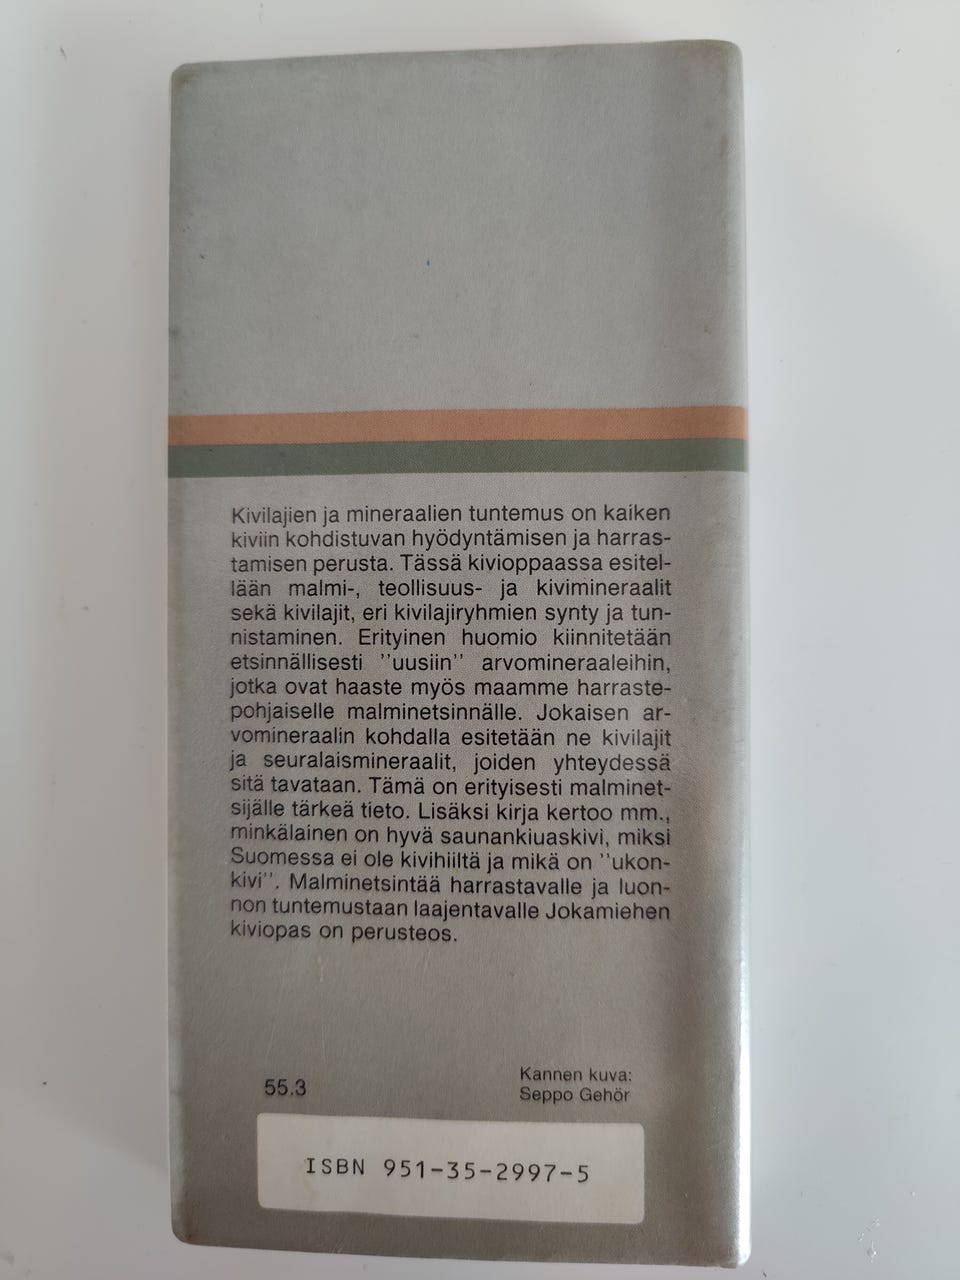 Kivilajien ja mineraalien tuntemus on kaiken
kiviin kohdistuvan hyödyntämisen ja harras-
tamisen perusta. Tässä kivioppaassa esitel-
lään malmi-, teollisuus- ja kivimineraalit
sekä kivilajit, eri kivilajiryhmien synty ja tun-
nistaminen. Erityinen huomio kiinnitetään
etsinnällisesti ''uusiin'' arvomineraaleihin,
jotka ovat haaste myös maamme harraste-
pohjaiselle malminetsinnälle. Jokaisen ar-
vomineraalin kohdalla esitetään ne kivilajit
ja seuralaismineraalit, joiden yhteydessä
sitä tavataan. Tämä on erityisesti malminet-
sijälle tärkeä tieto. Lisäksi kirja kertoo mm.,
minkälainen on hyvä saunankiuaskivi, miksi
Suomessa ei ole kivihiiltä ja mikä on ''ukon-
kivi''. Malminetsintää harrastavalle ja luon-
non tuntemustaan laajentavalle Jokamiehen
kiviopas on perusteos.
55.3
Kannen kuva:
Seppo Gehör
ISBN 951-35-2997-5